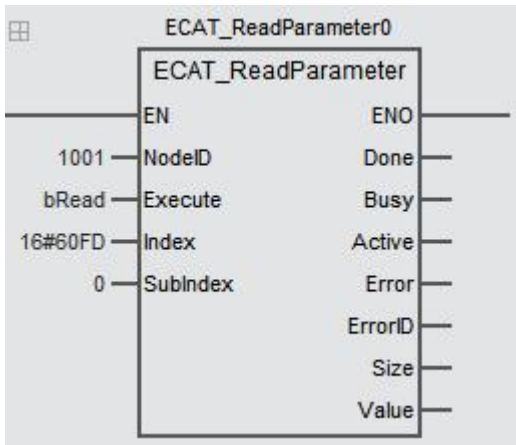 ECAT_ReadParameter0
ECAT_ReadParameter
EN ENO
1001 NodeID Done
bRead Execute Busy
16#60FD Index Active
0 SubIndex Error
ErrorID
Size
Value